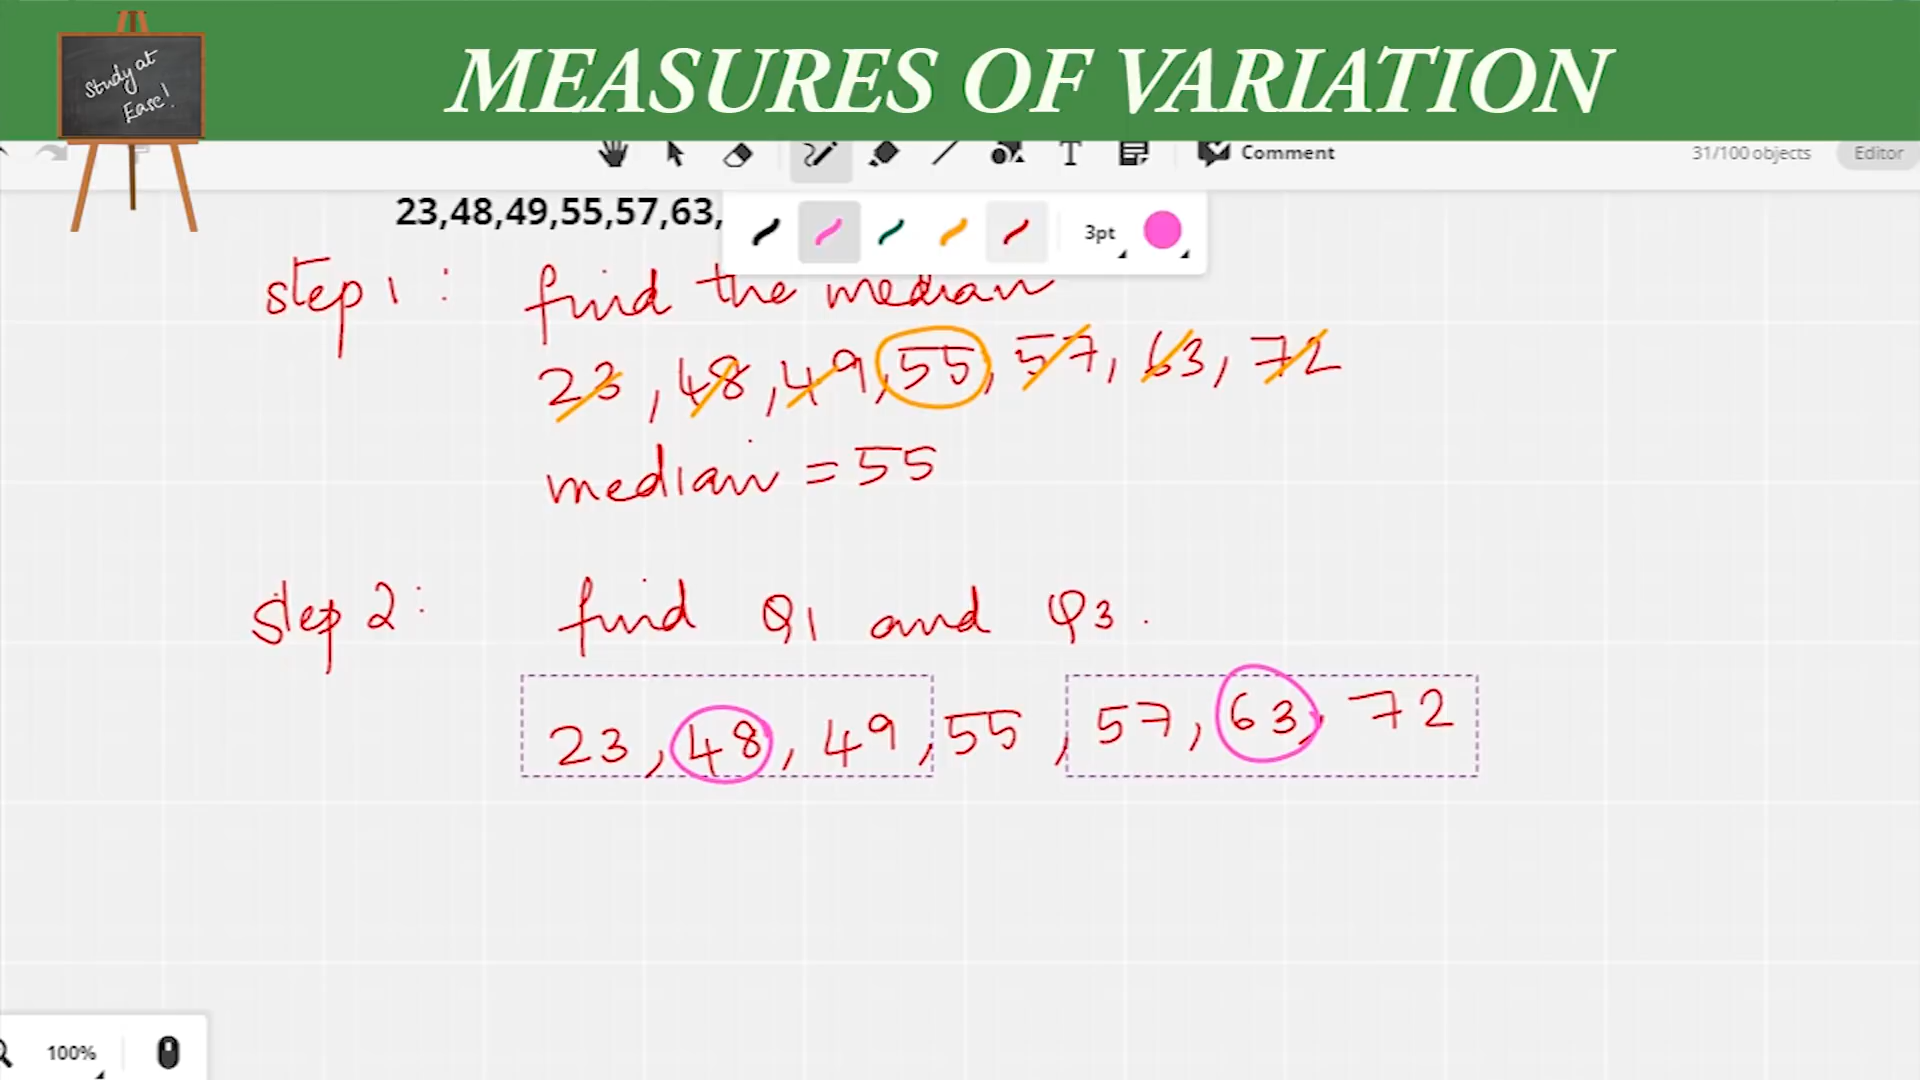 Study at
Ease!
MEASURES OF VARIATION
T
Comment
31/100 objects
Editor
23,48,49,55,57,63,
3pt
step 1 : find the median
23, 48, 49, 55, 57, 63, 72
median = 55
step 2: find Q1 and Q3.
23, 48, 49, 55, 57, 63, 72
100%